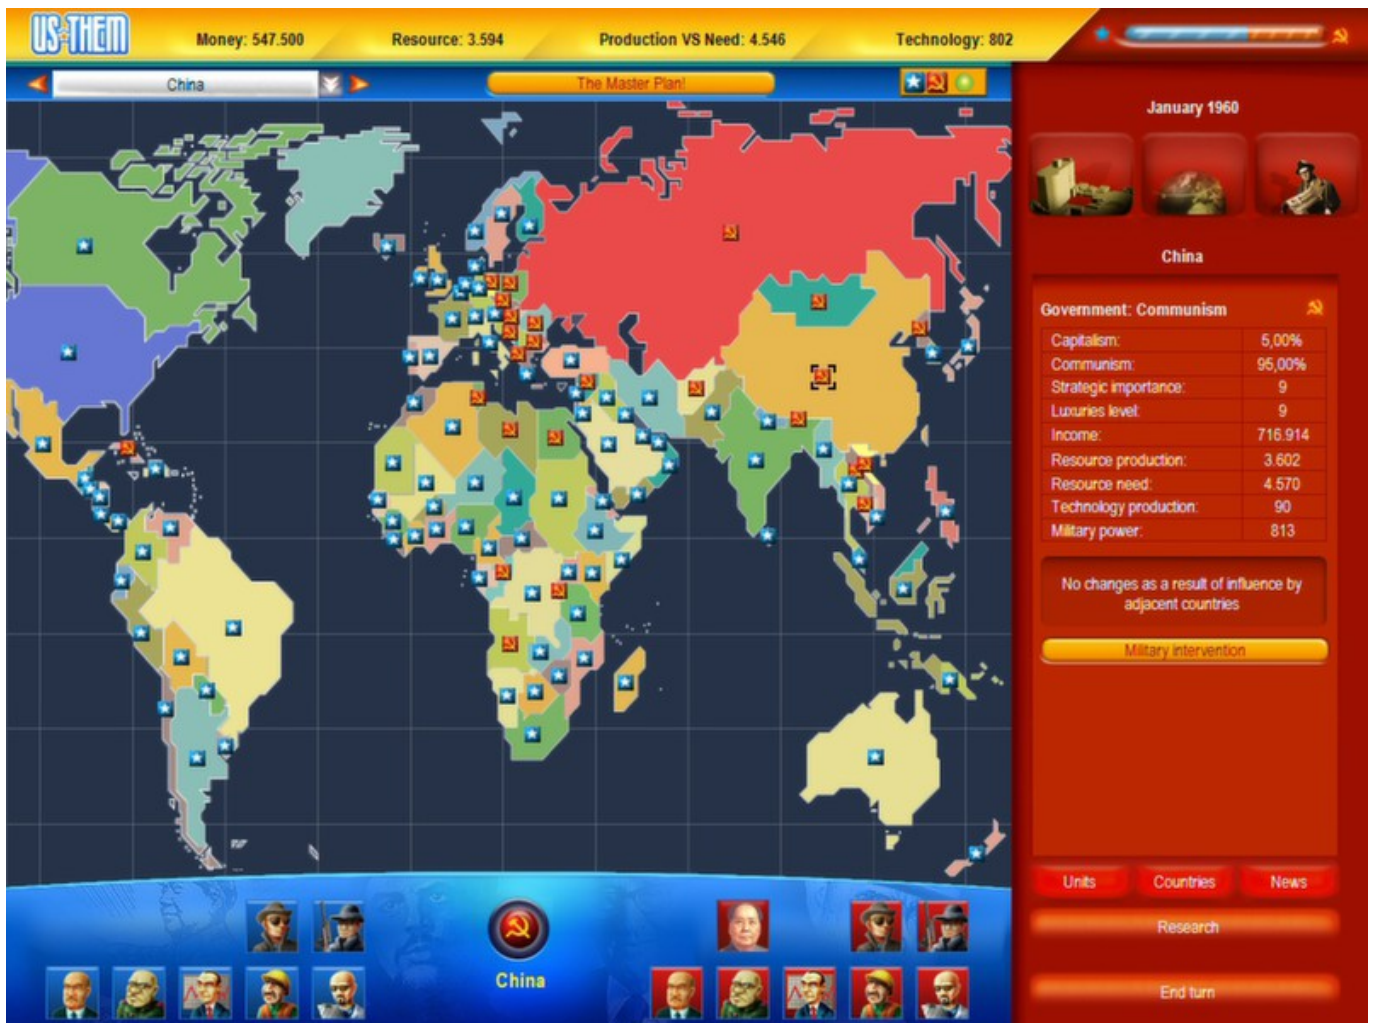 US THEM
Money: 547.500
Resource: 3.594
Production VS Need: 4.546
Technology: 802
China
The Master Plan!
January 1960
China
Government: Communism
Capitalism: 5,00%
Communism: 95,00%
Strategic importance: 9
Luxuries level: 9
Income: 716.914
Resource production: 3.602
Resource need: 4.570
Technology production: 90
Military power: 813
No changes as a result of influence by
adjacent countries
Military intervention
Units
Countries
News
Research
End turn
China